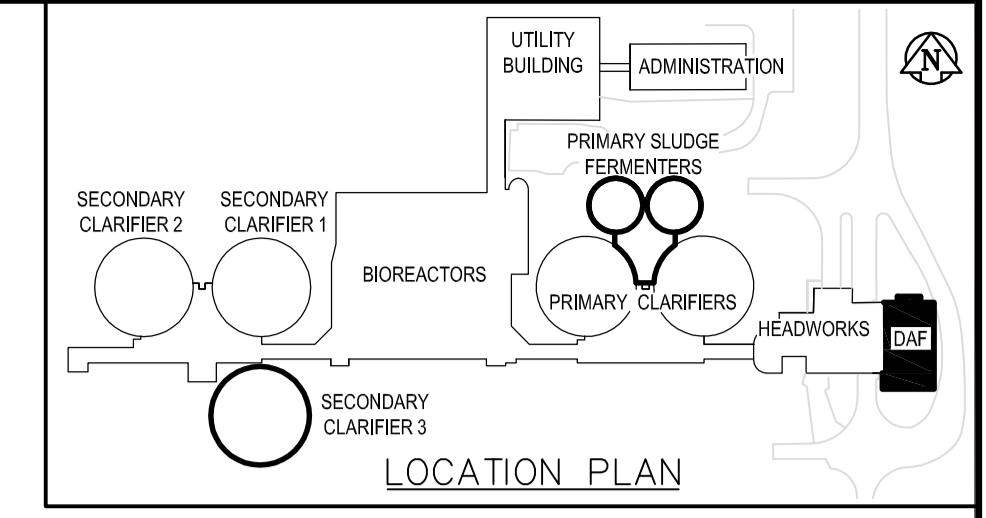 UTILITY
BUILDING
ADMINISTRATION
N
PRIMARY SLUDGE
FERMENTERS
SECONDARY
CLARIFIER 2
SECONDARY
CLARIFIER 1
BIOREACTORS
PRIMARY CLARIFIERS
HEADWORKS
DAF
SECONDARY
CLARIFIER 3
LOCATION PLAN